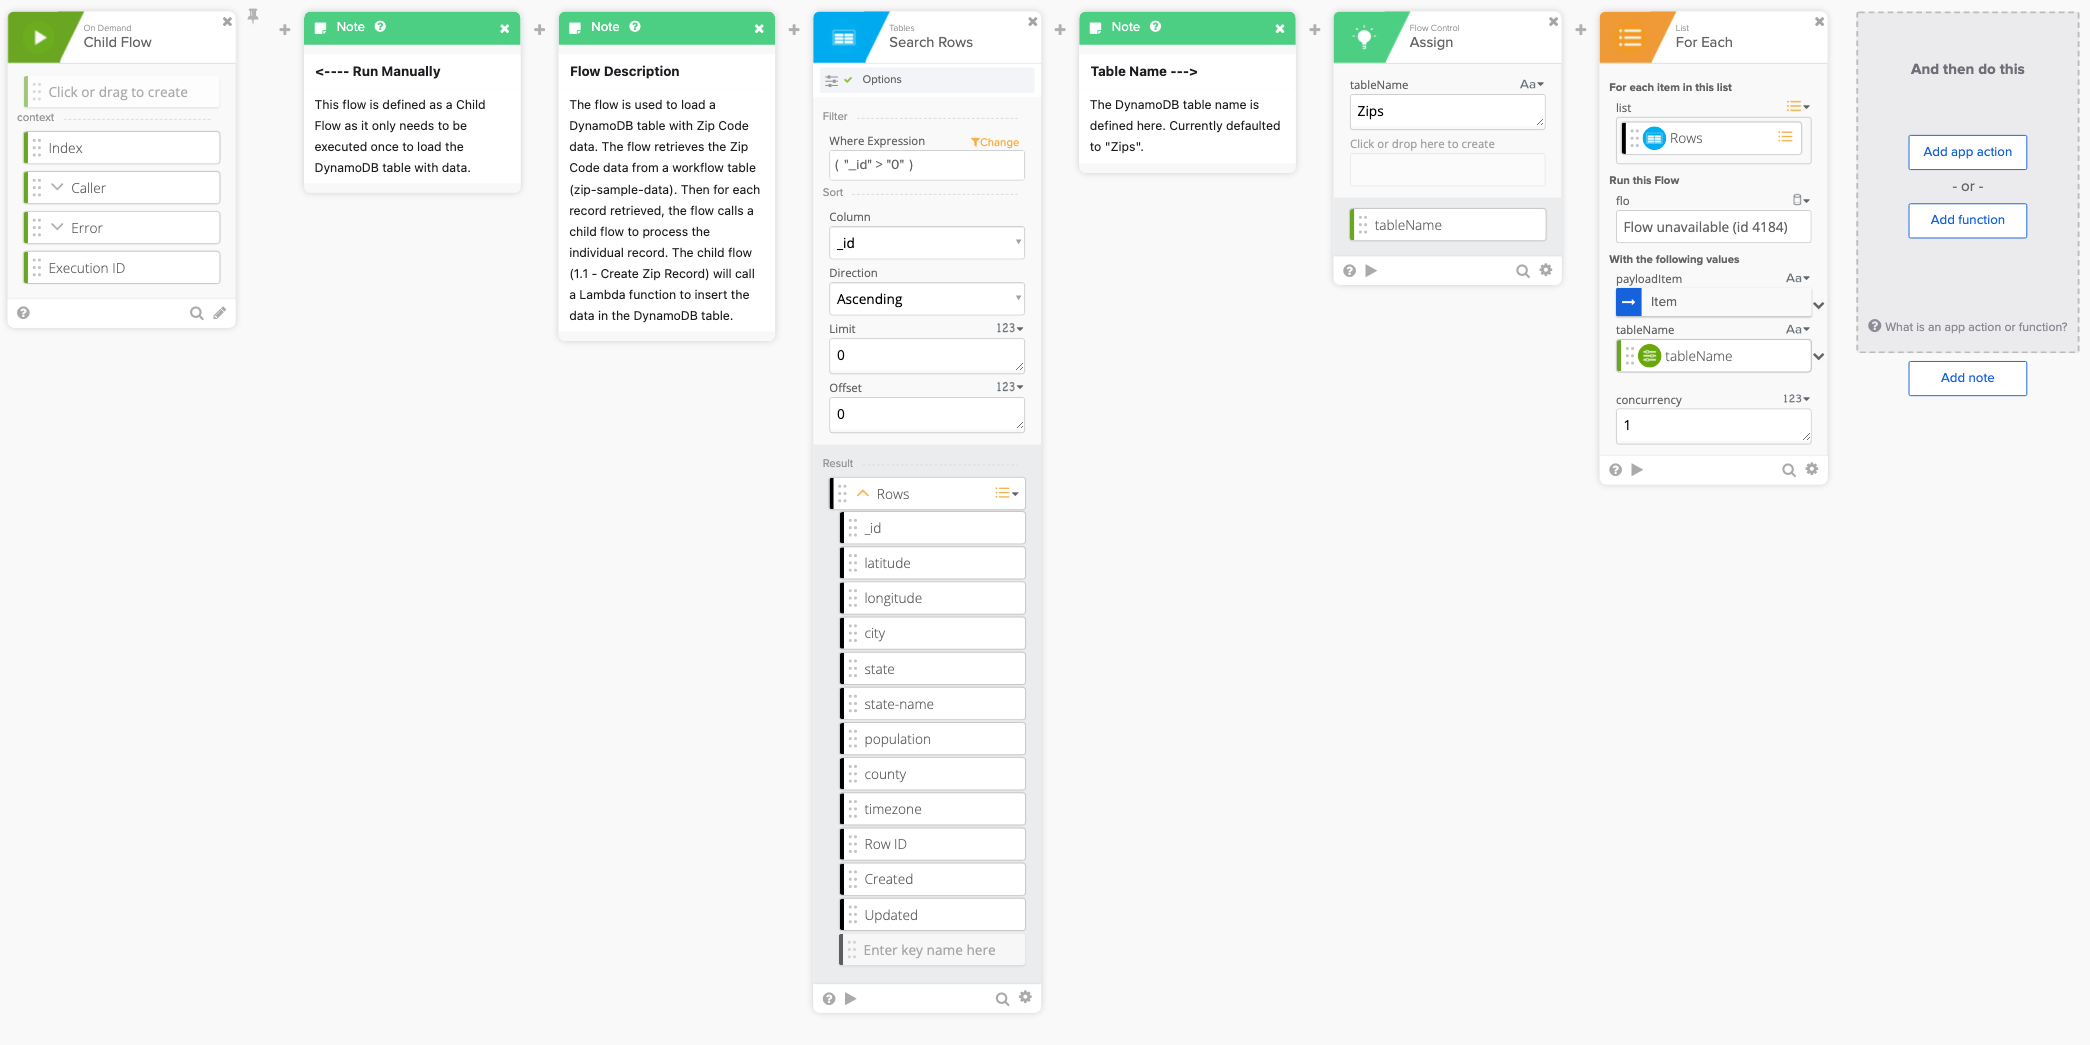 On Demand
Child Flow
Click or drag to create
context
Index
Caller
Error
Execution ID
Note
<---- Run Manually
This flow is defined as a Child
Flow as it only needs to be
executed once to load the
DynamoDB table with data.
Note
Flow Description
The flow is used to load a
DynamoDB table with Zip Code
data. The flow retrieves the Zip
Code data from a workflow table
(zip-sample-data). Then for each
record retrieved, the flow calls a
child flow to process the
individual record. The child flow
(1.1 - Create Zip Record) will call
a Lambda function to insert the
data in the DynamoDB table.
Tables
Search Rows
Options
Filter
Where Expression
Change
( "_id" > "0" )
Sort
Column
_id
Direction
Ascending
Limit
123
0
Offset
123
0
Result
Rows
_id
latitude
longitude
city
state
state-name
population
county
timezone
Row ID
Created
Updated
Enter key name here
Note
Table Name --->
The DynamoDB table name is
defined here. Currently defaulted
to "Zips".
Flow Control
Assign
tableName
Aa
Zips
Click or drop here to create
tableName
List
For Each
For each item in this list
list
Rows
Run this Flow
flo
Flow unavailable (id 4184)
With the following values
payloadItem
Aa
Item
tableName
Aa
tableName
concurrency
123
1
And then do this
Add app action
- or -
Add function
What is an app action or function?
Add note